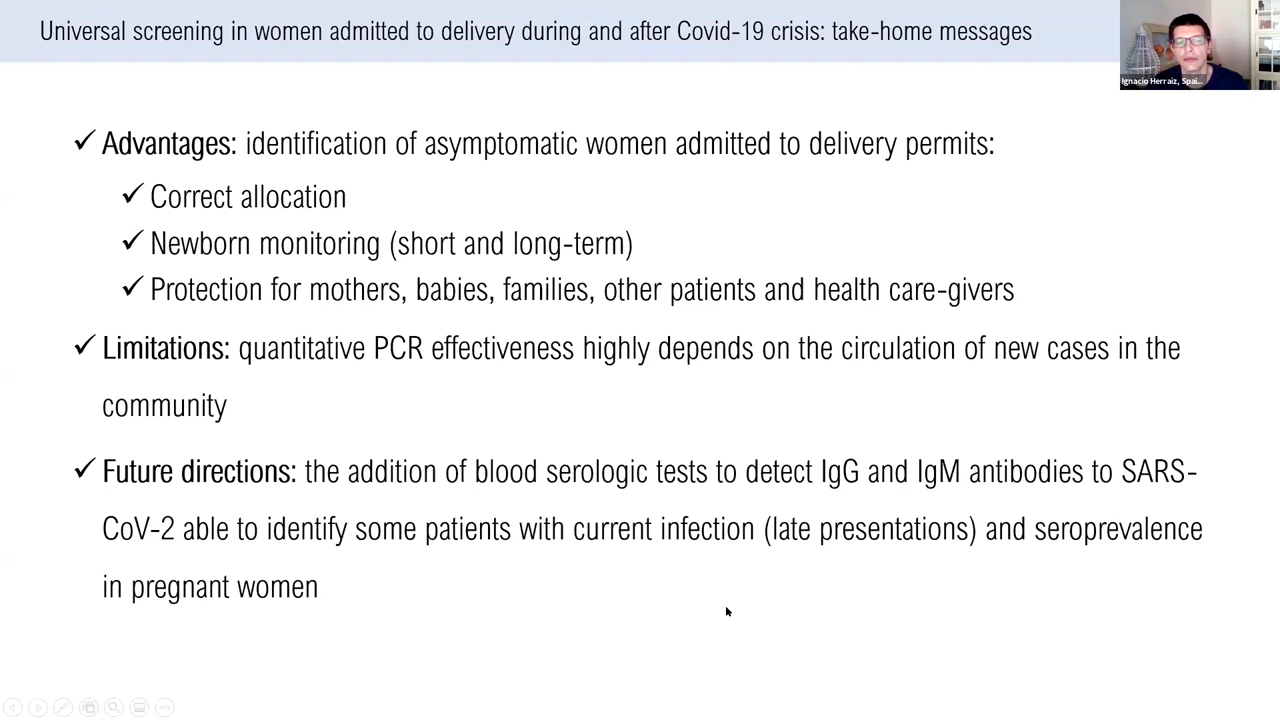 Universal screening in women admitted to delivery during and after Covid-19 crisis: take-home messages
Ignacio Herraiz, Spai...
✓ Advantages: identification of asymptomatic women admitted to delivery permits:
✓ Correct allocation
✓ Newborn monitoring (short and long-term)
✓ Protection for mothers, babies, families, other patients and health care-givers
✓ Limitations: quantitative PCR effectiveness highly depends on the circulation of new cases in the
community
✓ Future directions: the addition of blood serologic tests to detect IgG and IgM antibodies to SARS-
CoV-2 able to identify some patients with current infection (late presentations) and seroprevalence
in pregnant women